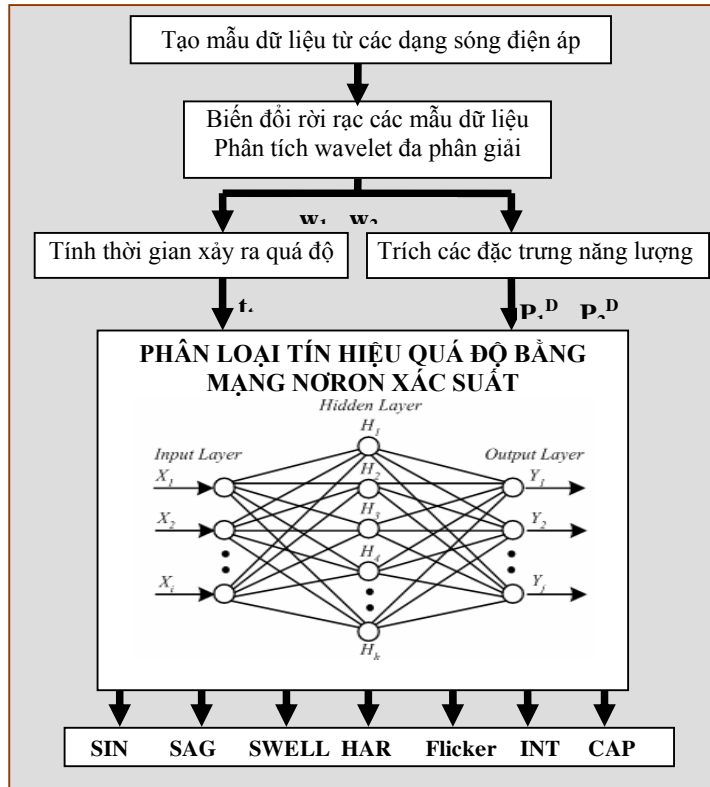 Tạo mẫu dữ liệu từ các dạng sóng điện áp
Biến đổi rời rạc các mẫu dữ liệu
Phân tích wavelet đa phân giải
Tính thời gian xảy ra quá độ
Trích các đặc trưng năng lượng
PHÂN LOẠI TÍN HIỆU QUÁ ĐỘ BẰNG
MẠNG NƠRON XÁC SUẤT
Hidden Layer
Input Layer
Output Layer
H₁
H₂
H₃
H₄
Hₖ
X₁
X₂
Xᵢ
Y₁
Y₂
Yⱼ
SIN SAG SWELL HAR Flicker INT CAP